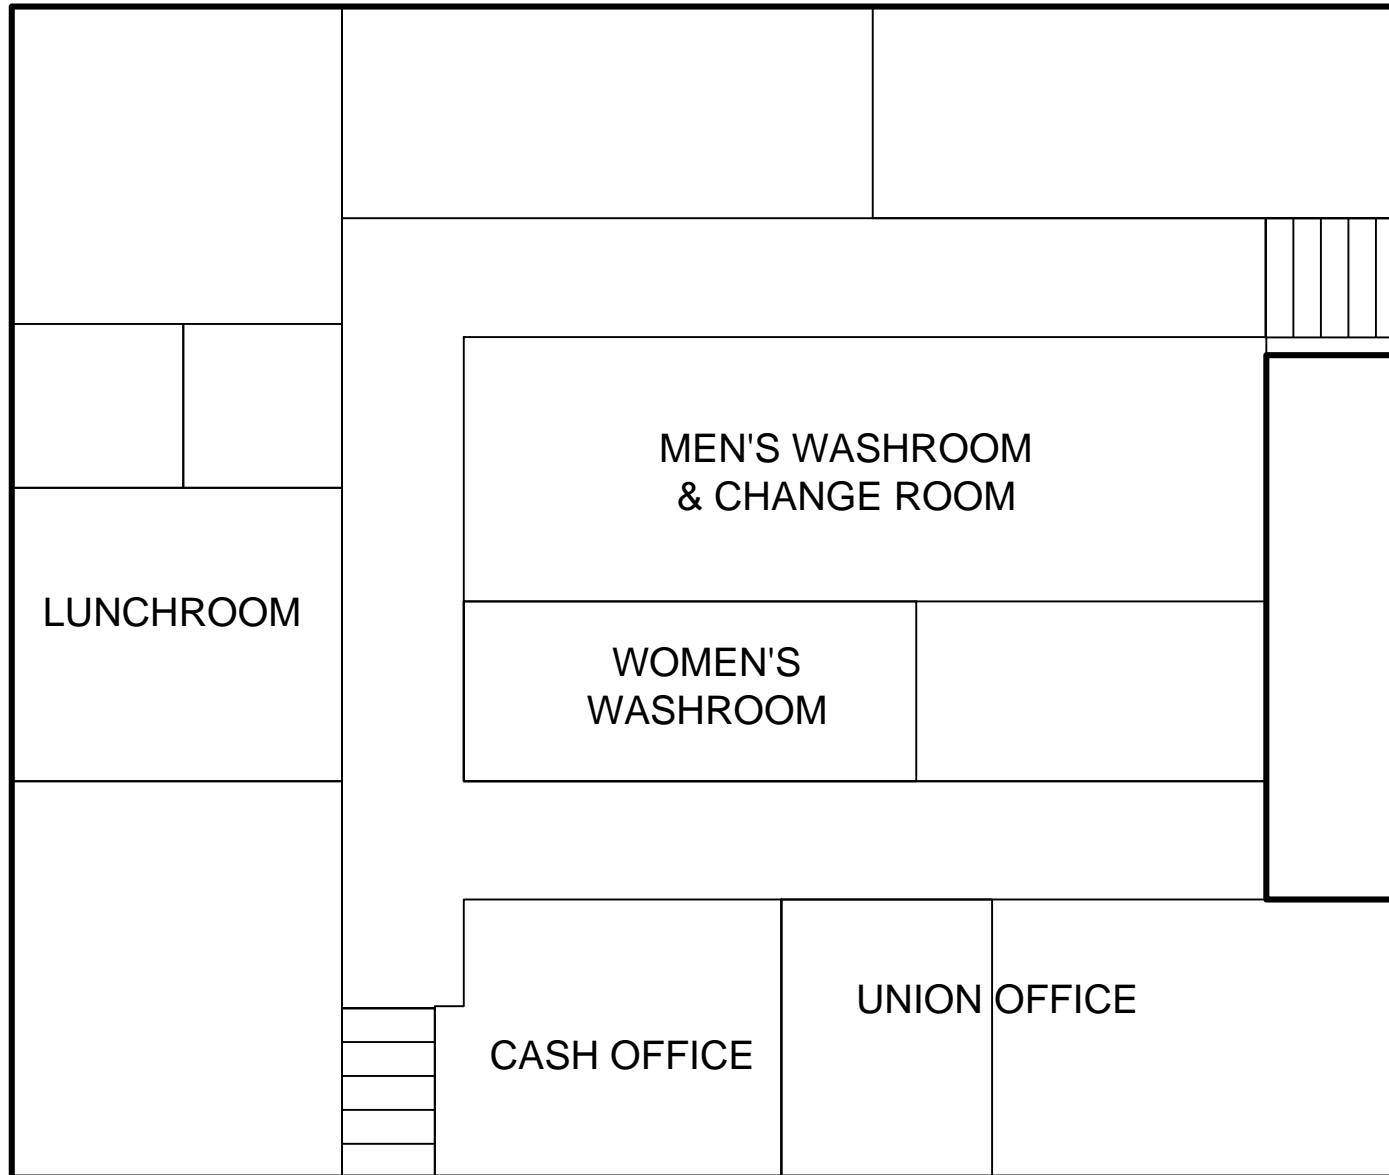 MEN'S WASHROOM
& CHANGE ROOM
LUNCHROOM
WOMEN'S
WASHROOM
UNION OFFICE
CASH OFFICE